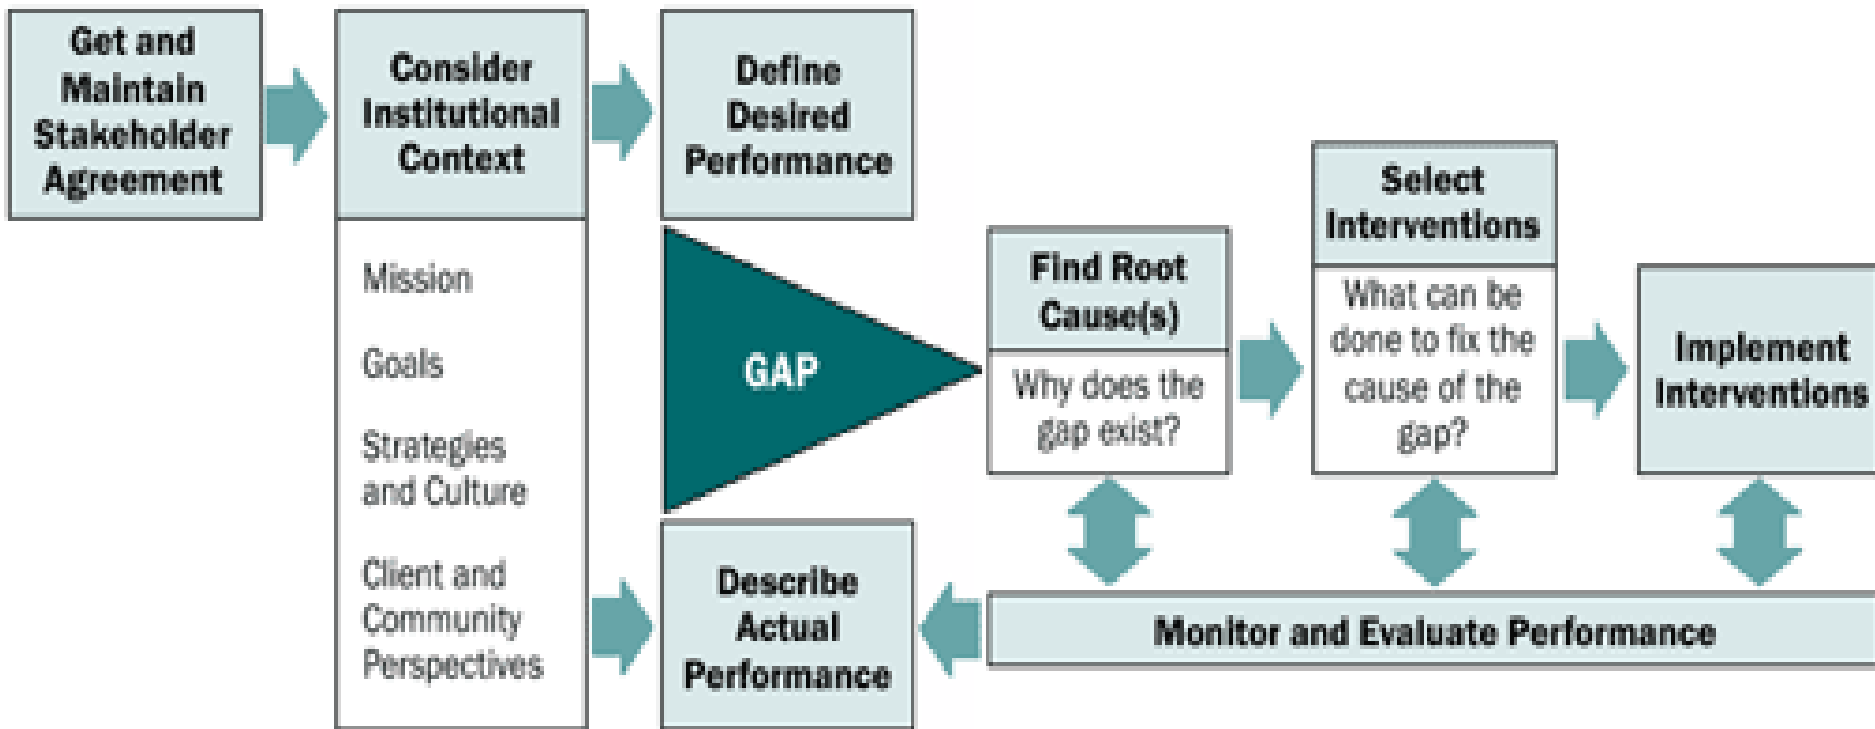 Get and
Maintain
Stakeholder
Agreement
Consider
Institutional
Context
Mission
Goals
Strategies
and Culture
Client and
Community
Perspectives
Define
Desired
Performance
GAP
Describe
Actual
Performance
Find Root
Cause(s)
Why does the
gap exist?
Select
Interventions
What can be
done to fix the
cause of the
gap?
Implement
Interventions
Monitor and Evaluate Performance